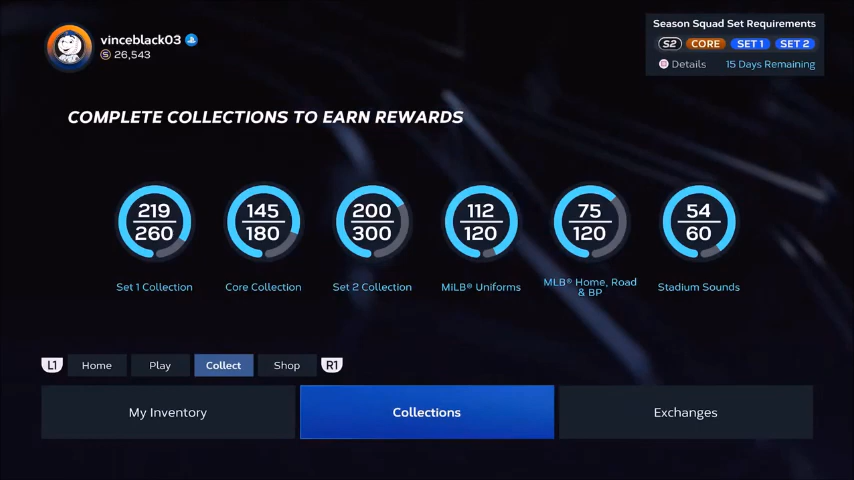 vinceblack03
S 26,543
Season Squad Set Requirements
S2 CORE SET 1 SET 2
Details 15 Days Remaining
COMPLETE COLLECTIONS TO EARN REWARDS
219 145 200 112 75 54
260 180 300 120 120 60
Set 1 Collection Core Collection Set 2 Collection MiLB® Uniforms MLB® Home, Road & BP Stadium Sounds
L1 Home Play Collect Shop R1
My Inventory Collections Exchanges